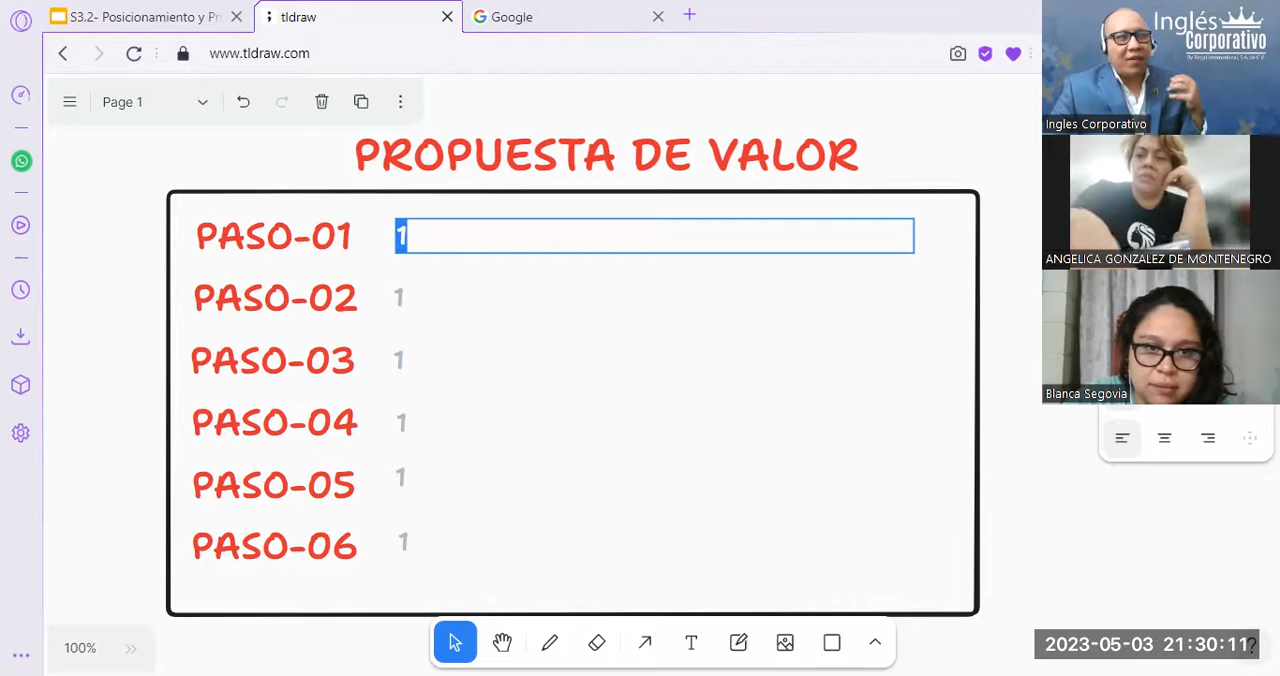 S3.2- Posicionamiento y Pr
tldraw
Google
www.tldraw.com
Page 1
PROPUESTA DE VALOR
PASO-01 1
PASO-02 1
PASO-03 1
PASO-04 1
PASO-05 1
PASO-06 1
100%
T
Inglés
Corporativo
Ingles Corporativo
ANGELICA GONZALEZ DE MONTENEGRO
Blanca Segovia
2023-05-03 21:30:11